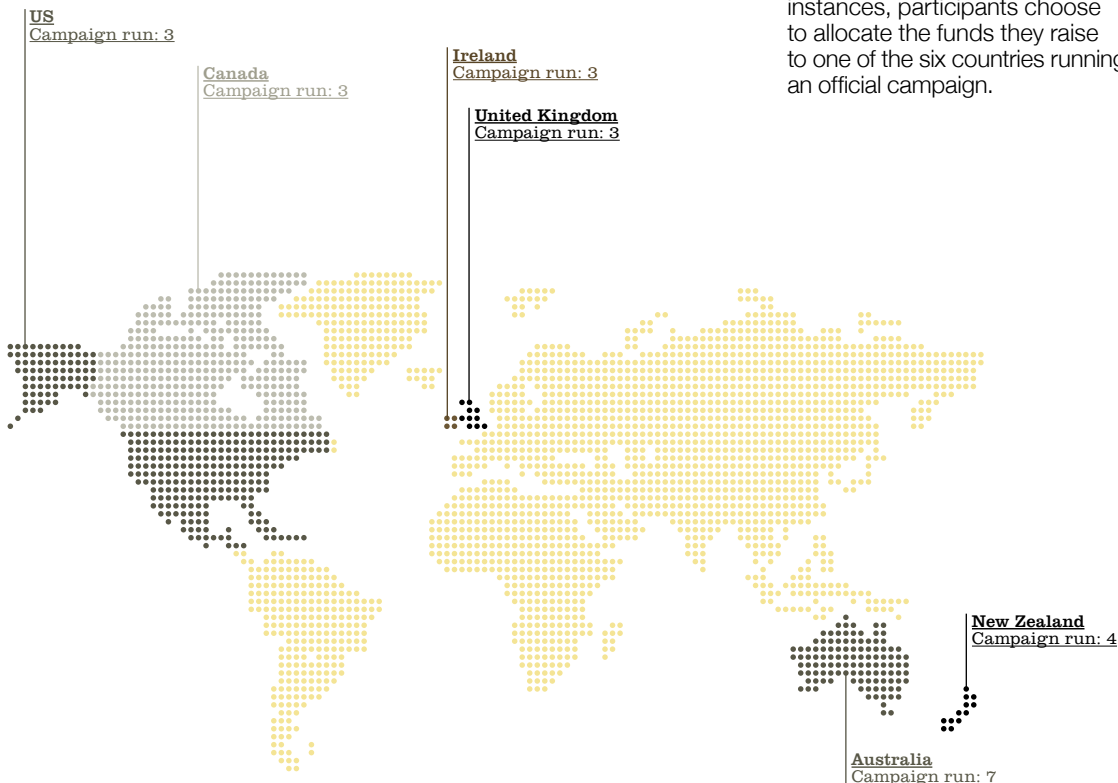 US
Campaign run: 3
Canada
Campaign run: 3
Ireland
Campaign run: 3
United Kingdom
Campaign run: 3
instances, participants choose
to allocate the funds they raise
to one of the six countries running
an official campaign.
New Zealand
Campaign run: 4
Australia
Campaign run: 7